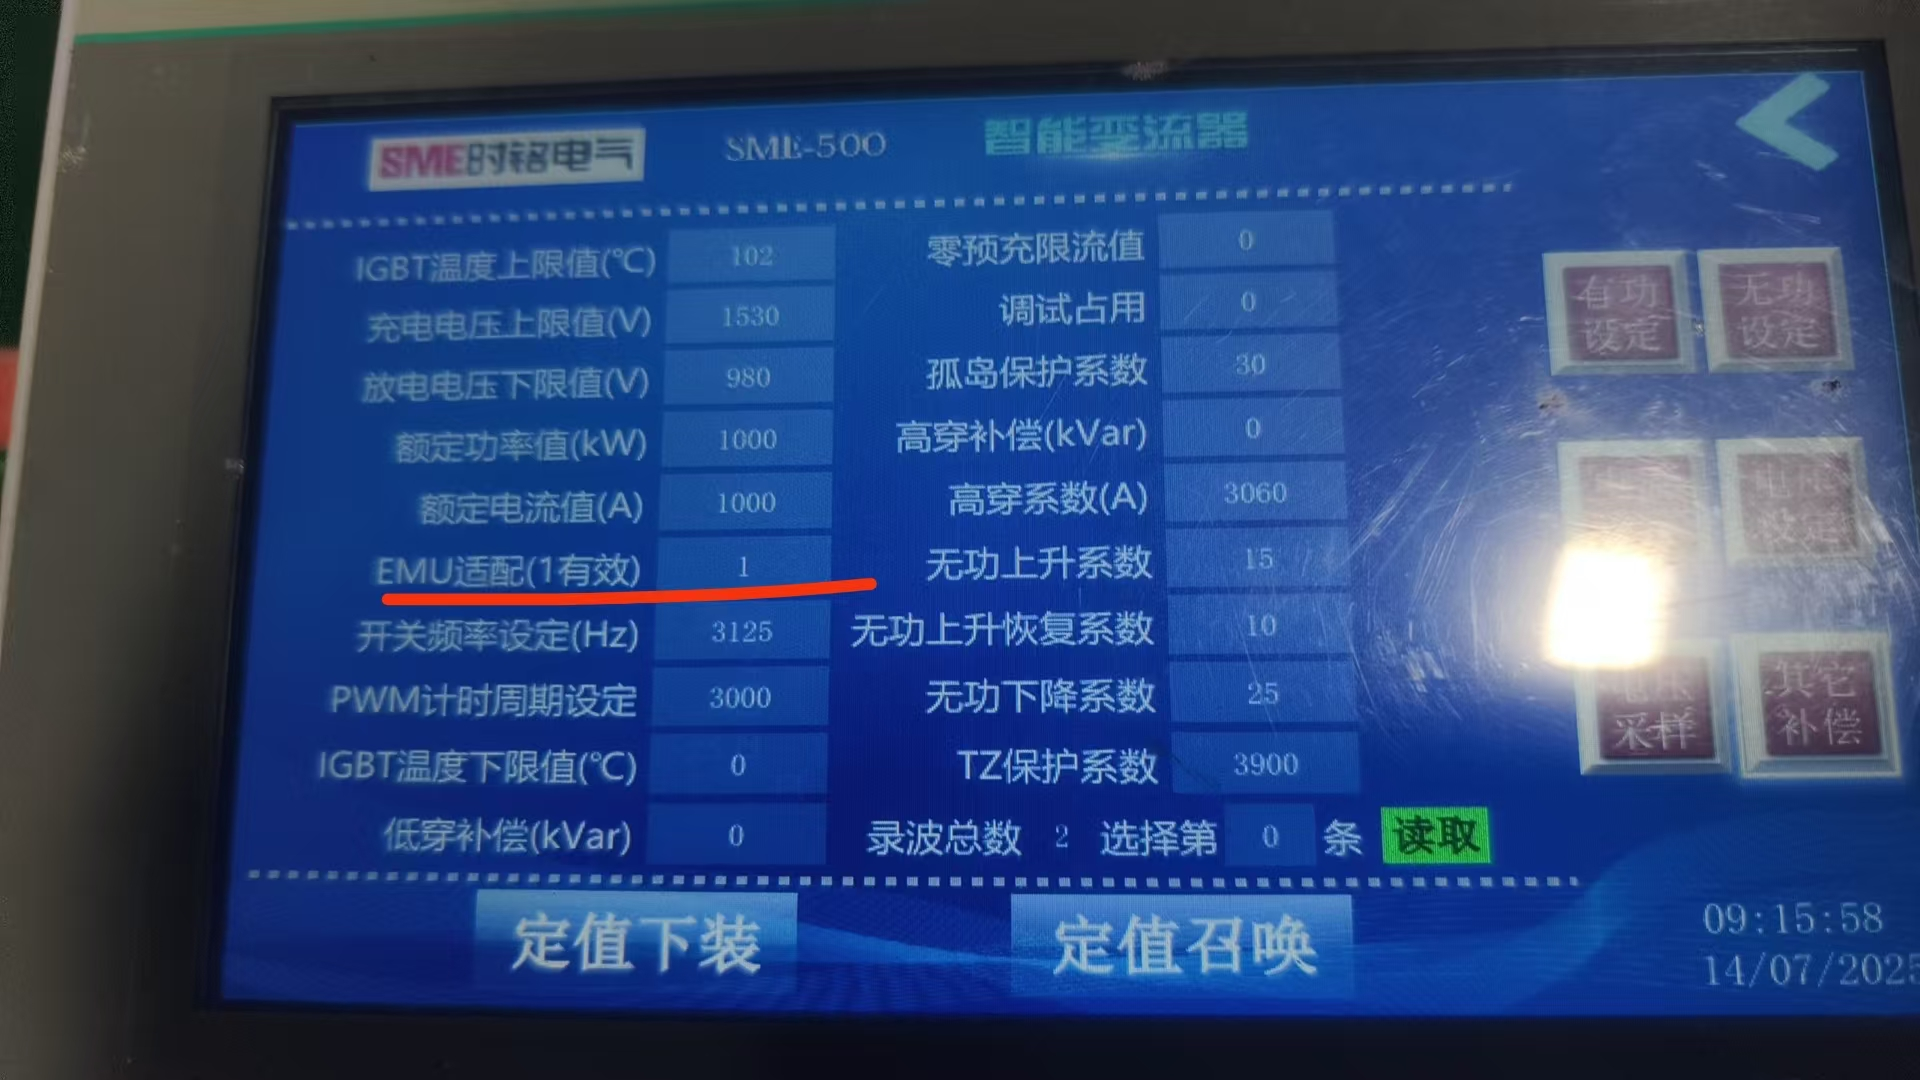 SME时铭电气
SME-500
智能变流器
IGBT温度上限值(℃) 102
充电电压上限值(V) 1530
放电电压下限值(V) 980
额定功率值(kW) 1000
额定电流值(A) 1000
EMU适配(1有效) 1
开关频率设定(Hz) 3125
PWM计时周期设定 3000
IGBT温度下限值(℃) 0
低穿补偿(kVar) 0
零预充限流值 0
调试占用 0
孤岛保护系数 30
高穿补偿(kVar) 0
高穿系数(A) 3060
无功上升系数 15
无功上升恢复系数 10
无功下降系数 25
TZ保护系数 3900
录波总数 2 选择第 0 条 读取
有功
设定
无功
设定
设定
采样
其它
补偿
定值下装
定值召唤
09:15:58
14/07/2025